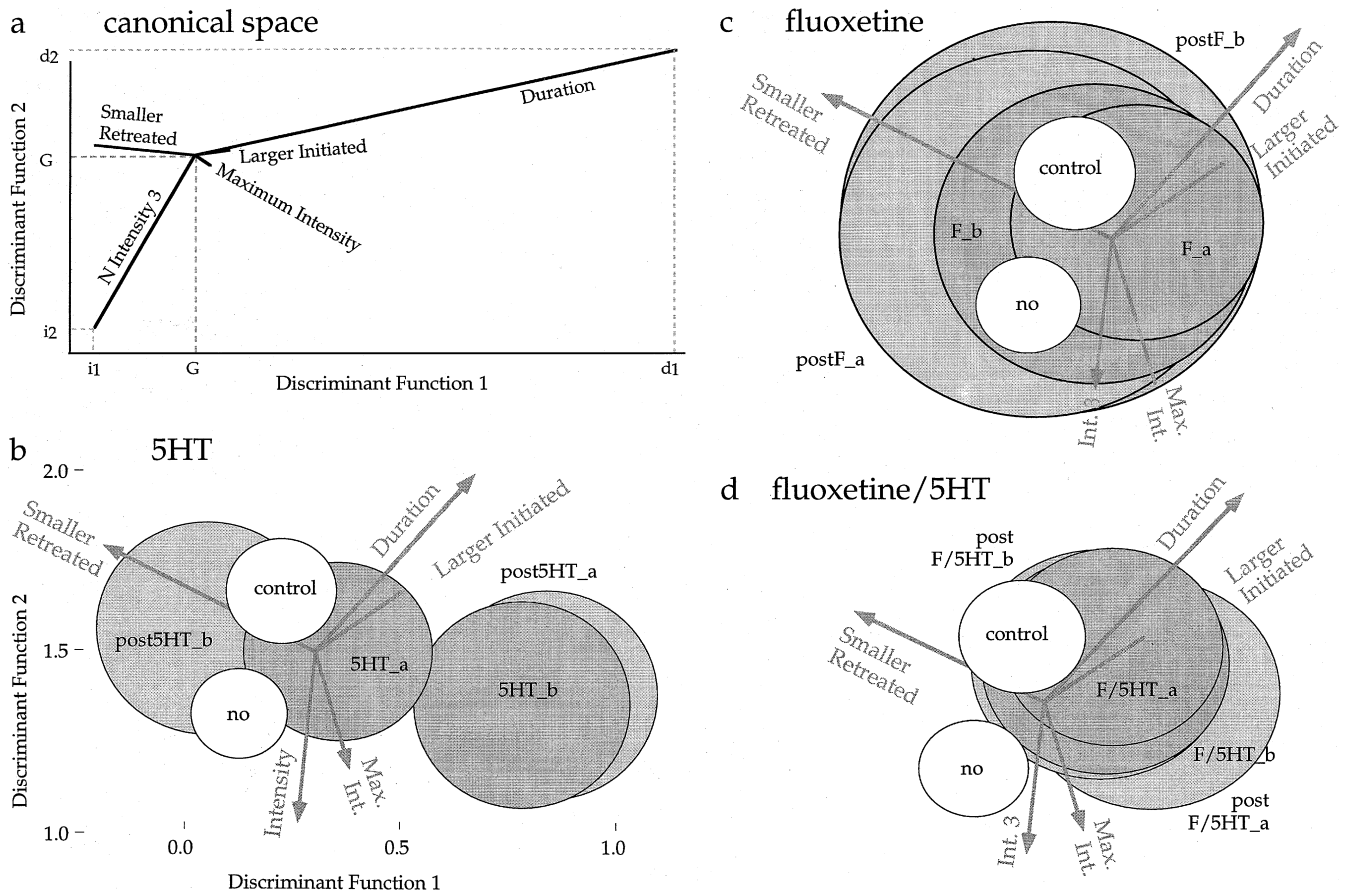 a canonical space
d2
Smaller
Retreated
Duration
G
Larger Initiated
Maximum Intensity
N Intensity 3
Discriminant Function 2
i2
i1 G d1
Discriminant Function 1
b 5HT
2.0
Smaller
Retreated
Duration
Larger Initiated
control
post5HT_a
post5HT_b
1.5
5HT_a
5HT_b
no
Intensity
Max.
Int.
Discriminant Function 2
1.0
0.0 0.5 1.0
Discriminant Function 1
c fluoxetine
postF_b
Smaller
Retreated
Duration
Larger
Initiated
control
F_b
F_a
no
postF_a
Int. 3
Max.
Int.
d fluoxetine/5HT
post
F/5HT_b
Duration
Larger
Initiated
control
Smaller
Retreated
F/5HT_a
F/5HT_b
no
post
F/5HT_a
Int. 3
Max.
Int.